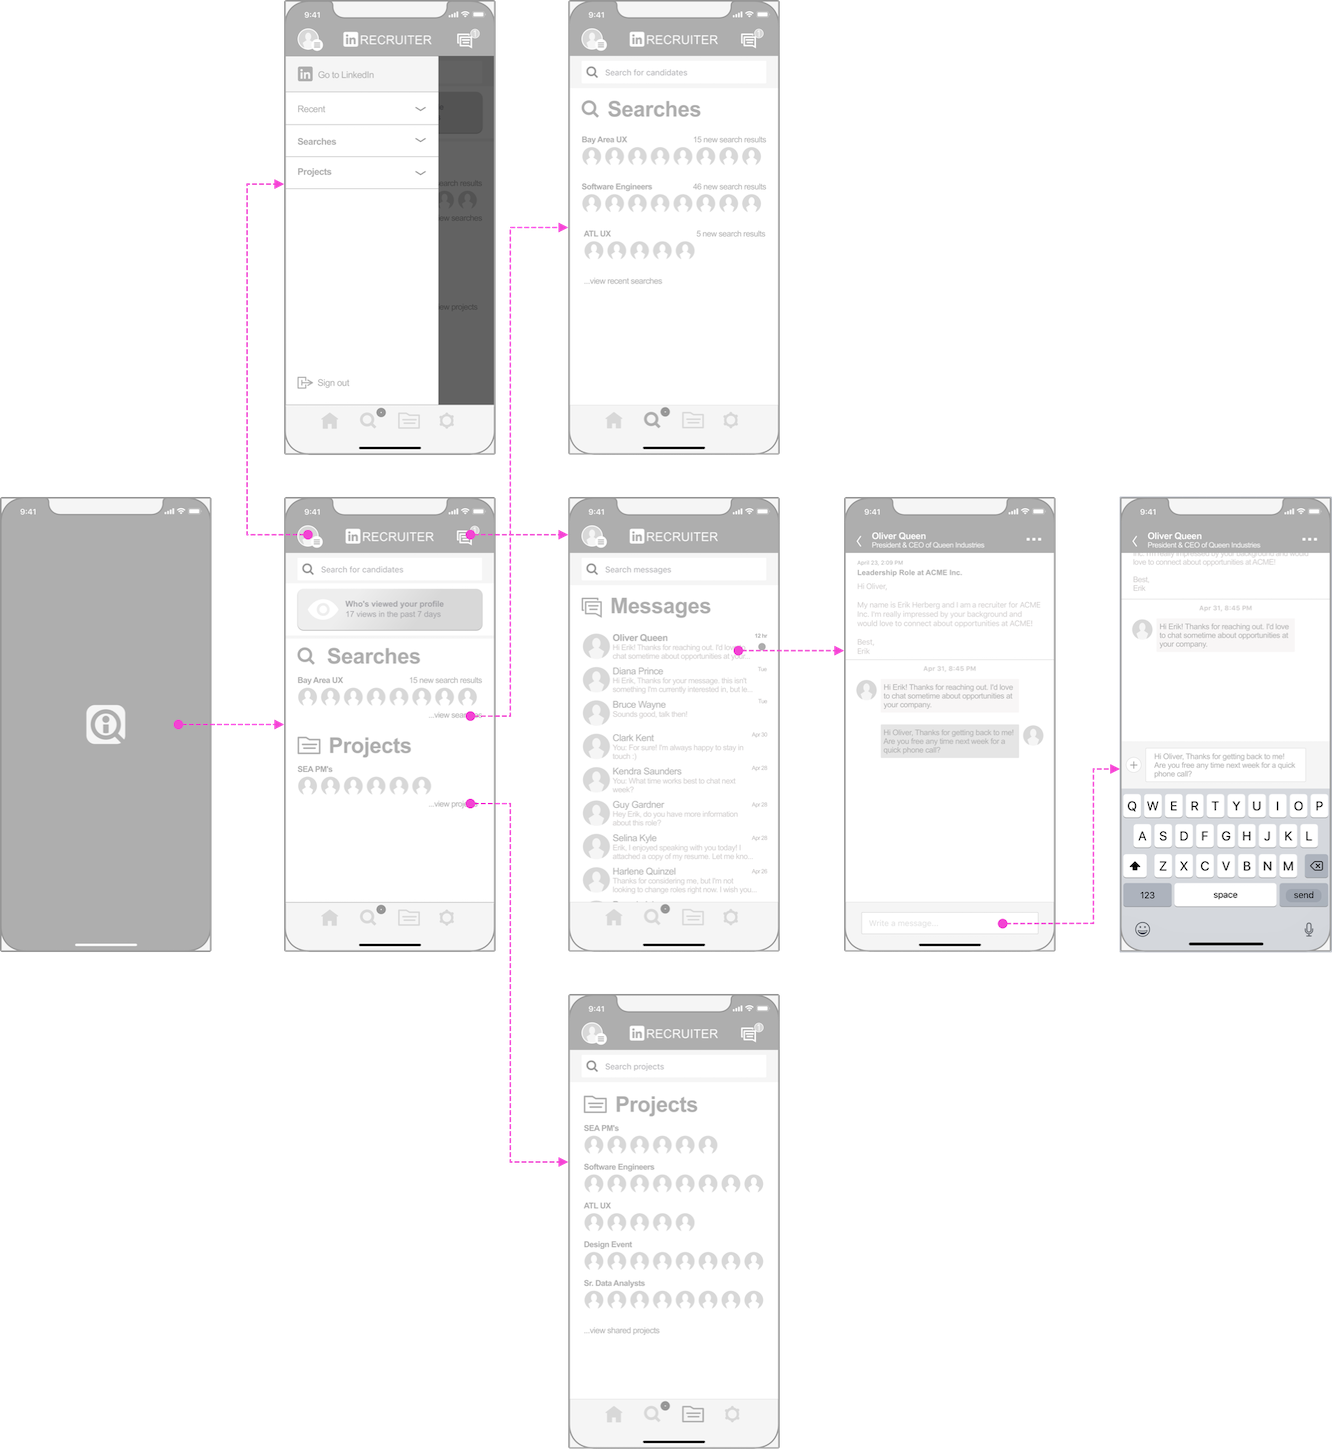 9:41
in RECRUITER
in Go to LinkedIn
Recent
Searches
Projects
earch results
ew searches
ew projects
Sign out
9:41
in RECRUITER
1
Search for candidates
Searches
Bay Area UX 15 new search results
Software Engineers 46 new search results
ATL UX 5 new search results
...view recent searches
9:41
9:41
in RECRUITER
Search for candidates
Who's viewed your profile
17 views in the past 7 days
Searches
Bay Area UX 15 new search results
...view sea
Projects
SEA PM's
...view proj
9:41
in RECRUITER
Search messages
Messages
Oliver Queen 12 hr
Hi Erik! Thanks for reaching out. I'd lo
chat sometime about opportunities at your...
Diana Prince Tue
Hi Erik, Thanks for your message. this isn't
something I'm currently interested in, but le...
Bruce Wayne Tue
Sounds good, talk then!
Clark Kent Apr 30
You: For sure! I'm always happy to stay in
touch :)
Kendra Saunders Apr 28
You: What time works best to chat next
week?
Guy Gardner Apr 28
Hey Erik, do you have more information
about this role?
Selina Kyle Apr 28
Erik, I enjoyed speaking with you today! I
attached a copy of my resume. Let me kno...
Harlene Quinzel Apr 26
Thanks for considering me, but I'm not
looking to change roles right now. I wish you...
9:41
Oliver Queen
President & CEO of Queen Industries
April 23, 2:09 PM
Leadership Role at ACME Inc.
Hi Oliver,
My name is Erik Herberg and I am a recruiter for ACME
Inc. I'm really impressed by your background and
would love to connect about opportunities at ACME!
Best,
Erik
Apr 31, 8:45 PM
Hi Erik! Thanks for reaching out. I'd love
to chat sometime about opportunities at
your company.
Hi Oliver, Thanks for getting back to me!
Are you free any time next week for a
quick phone call?
Write a message...
9:41
Oliver Queen
President & CEO of Queen Industries
Inc. I'm really impressed by your background and would
love to connect about opportunities at ACME!
Best,
Erik
Apr 31, 8:45 PM
Hi Erik! Thanks for reaching out. I'd love
to chat sometime about opportunities at
your company.
Hi Oliver, Thanks for getting back to me!
Are you free any time next week for a quick
phone call?
Q W E R T Y U I O P
A S D F G H J K L
Z X C V B N M
123 space send
9:41
in RECRUITER
1
Search projects
Projects
SEA PM's
Software Engineers
ATL UX
Design Event
Sr. Data Analysts
...view shared projects